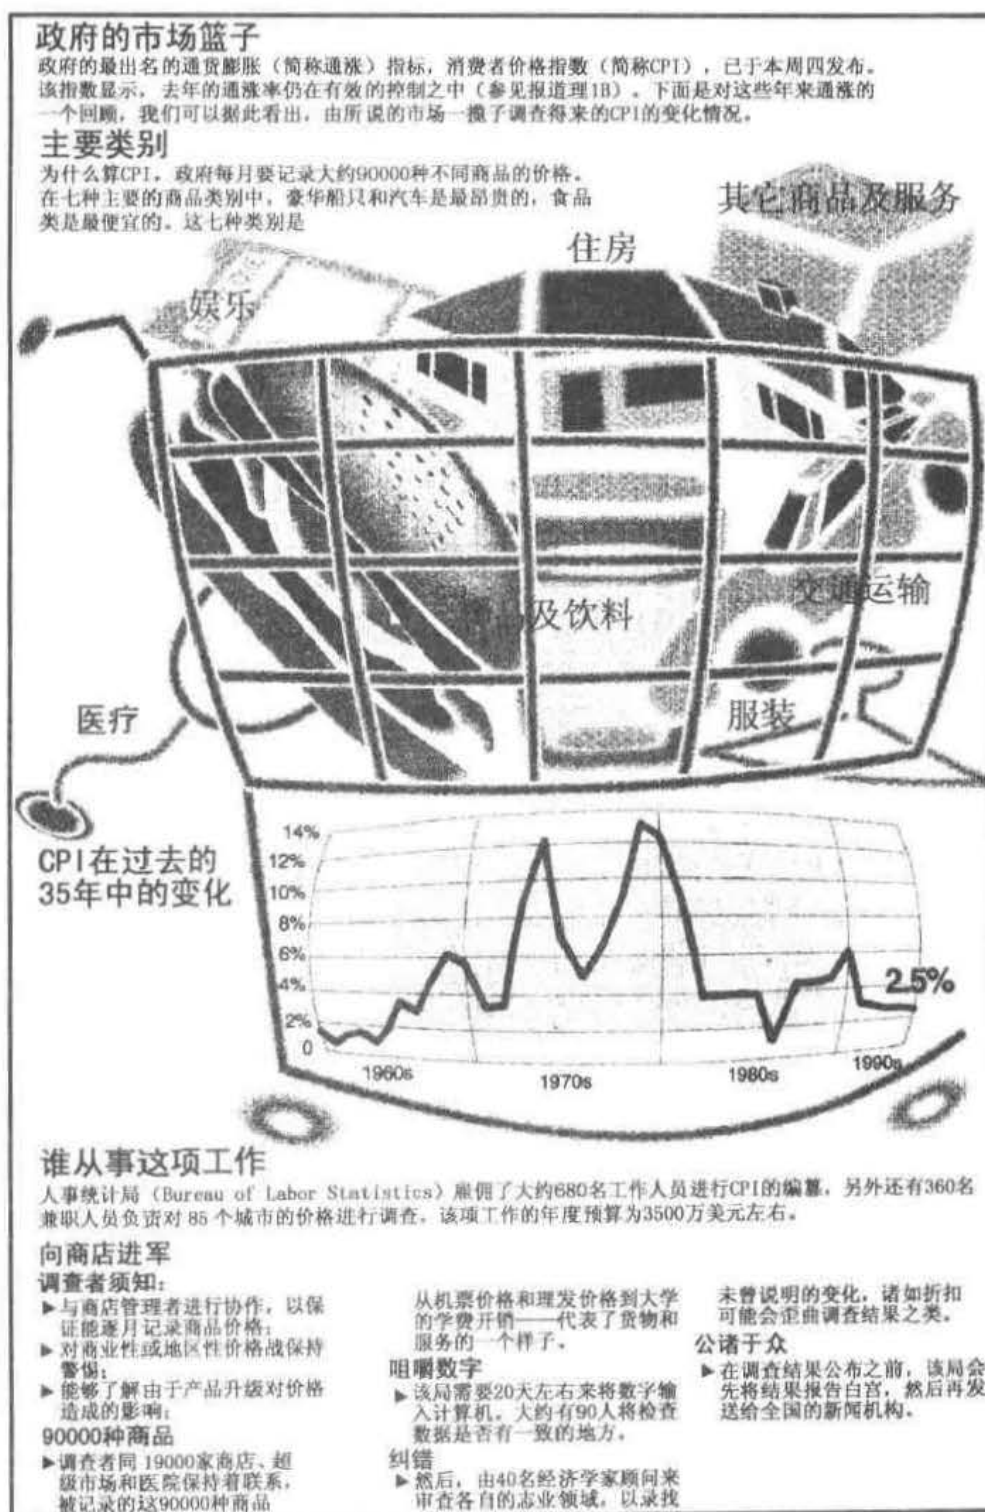 政府的市场篮子
政府的最出名的通货膨胀（简称通涨）指标，消费者价格指数（简称CPI），已于本周四发布。
该指数显示，去年的通涨率仍在有效的控制之中（参见报道理1B）。下面是对这些年来通涨的
一个回顾，我们可以据此看出，由所说的市场一揽了调查得来的CPI的变化情况。
主要类别
为什么算CPI，政府每月要记录大约90000种不同商品的价格。
在七种主要的商品类别中，豪华船只和汽车是最昂贵的，食品
类是最便宜的。这七种类别是
其它商品及服务
住房
娱乐
品及饮料
交通运输
服装
医疗
CPI在过去的
35年中的变化
14%
12%
10%
8%
6%
4%
2%
0
2.5%
1960s
1970s
1980s
1990s
谁从事这项工作
人事统计局（Bureau of Labor Statistics）雇佣了大约680名工作人员进行CPI的编纂，另外还有360名
兼职人员负责对 85 个城市的价格进行调查，该项工作的年度预算为3500万美元左右。
向商店进军
调查者须知：
▶与商店管理者进行协作，以保
证能逐月记录商品价格；
▶对商业性或地区性价格战保持
警惕；
▶能够了解由于产品升级对价格
造成的影响；
90000种商品
▶调查者同 19000家商店、超
级市场和医院保持着联系，
被记录的这90000种商品
从机票价格和理发价格到大学
的学费开销——代表了货物和
服务的一个样子。
咀嚼数字
▶该局需要20天左右来将数字输
入计算机，大约有90人将检查
数据是否有一致的地方。
纠错
▶然后，由40名经济学家顾问来
审查各自的志业领域，以录找
未曾说明的变化，诸如折扣
可能会歪曲调查结果之类。
公诸于众
▶在调查结果公布之前，该局会
先将结果报告白宫，然后再发
送给全国的新闻机构。